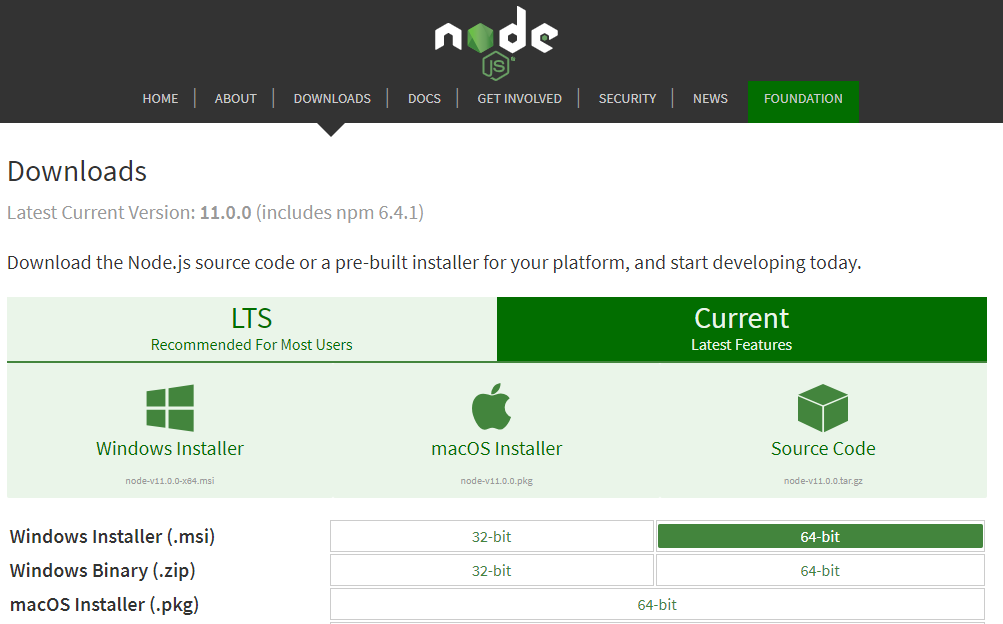 node
JS
HOME ABOUT DOWNLOADS DOCS GET INVOLVED SECURITY NEWS FOUNDATION
Downloads
Latest Current Version: 11.0.0 (includes npm 6.4.1)
Download the Node.js source code or a pre-built installer for your platform, and start developing today.
LTS Current
Recommended For Most Users Latest Features
Windows Installer macOS Installer Source Code
node-v11.0.0-x64.msi node-v11.0.0.pkg node-v11.0.0.tar.gz
Windows Installer (.msi) 32-bit 64-bit
Windows Binary (.zip) 32-bit 64-bit
macOS Installer (.pkg) 64-bit